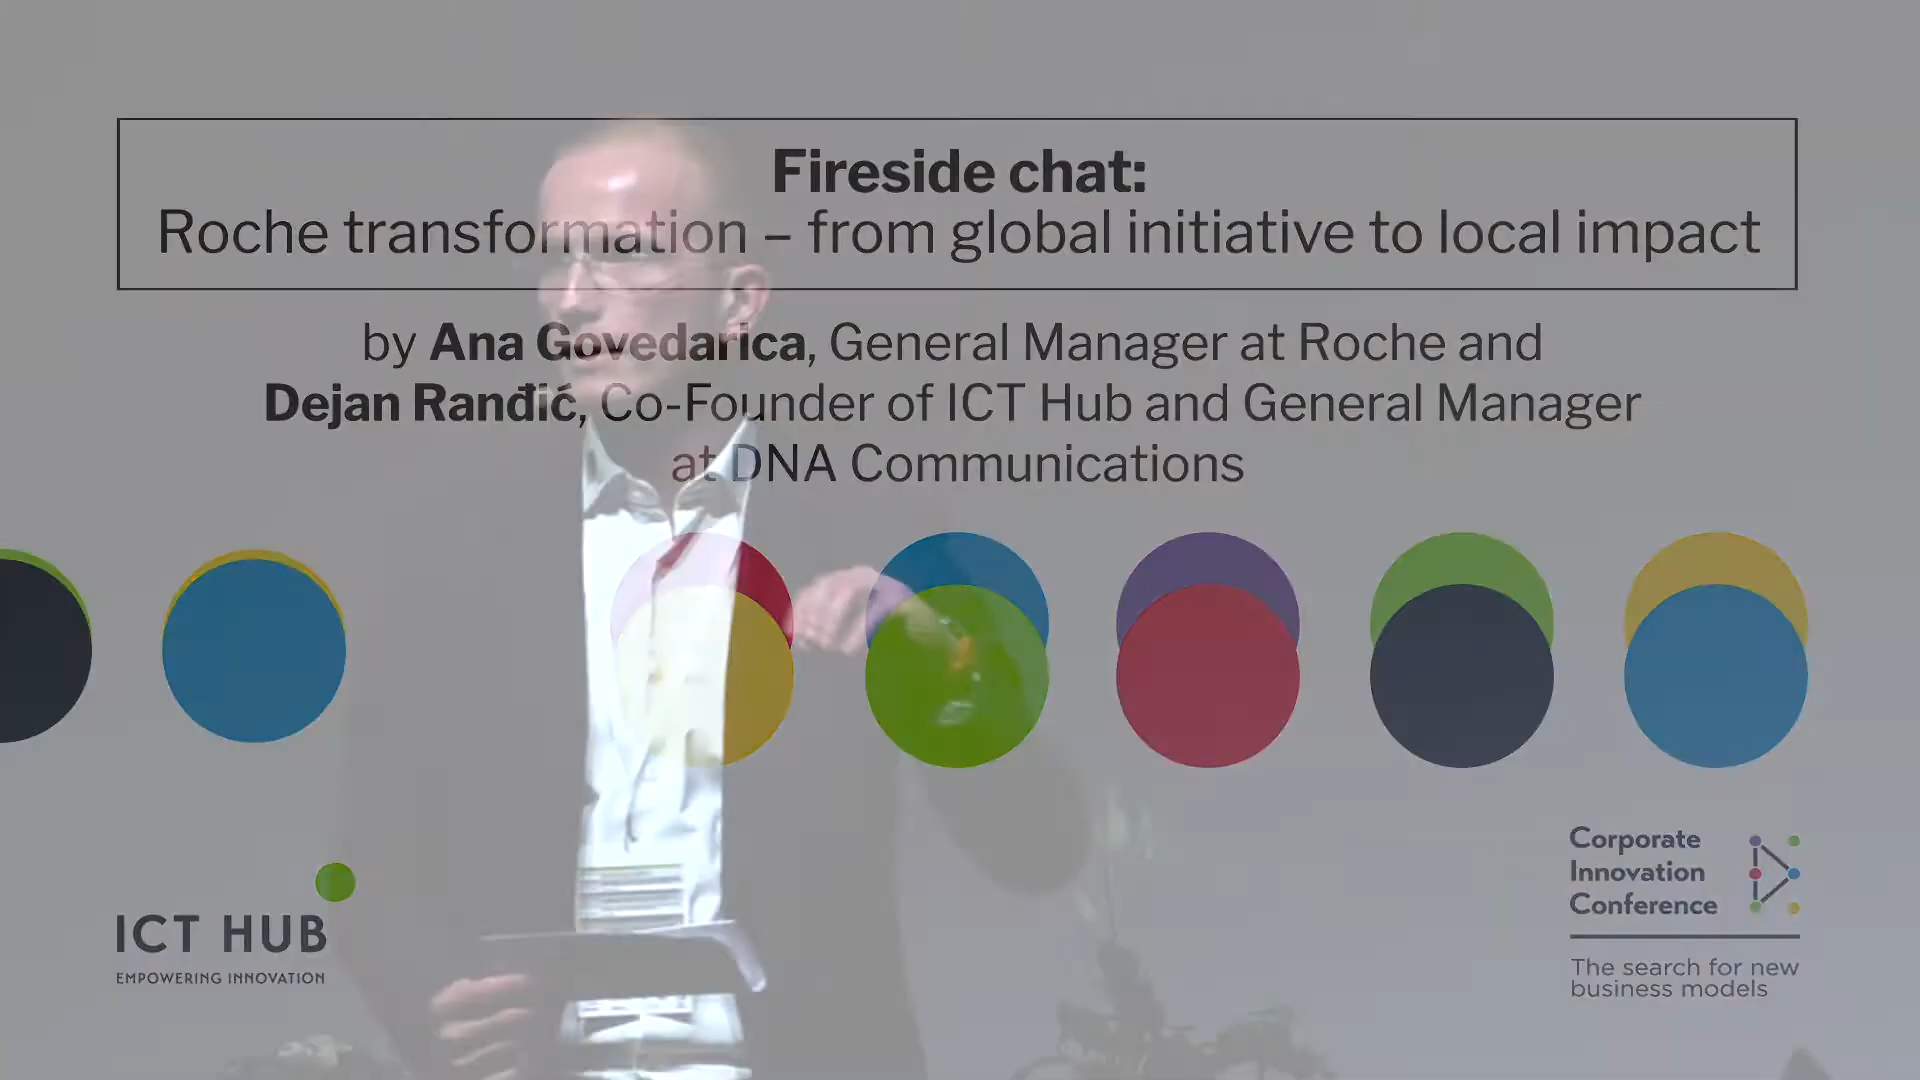 Fireside chat:
Roche transformation – from global initiative to local impact
by Ana Govedarica, General Manager at Roche and
Dejan Ranđić, Co-Founder of ICT Hub and General Manager
at DNA Communications
ICT HUB
EMPOWERING INNOVATION
Corporate
Innovation
Conference
The search for new
business models